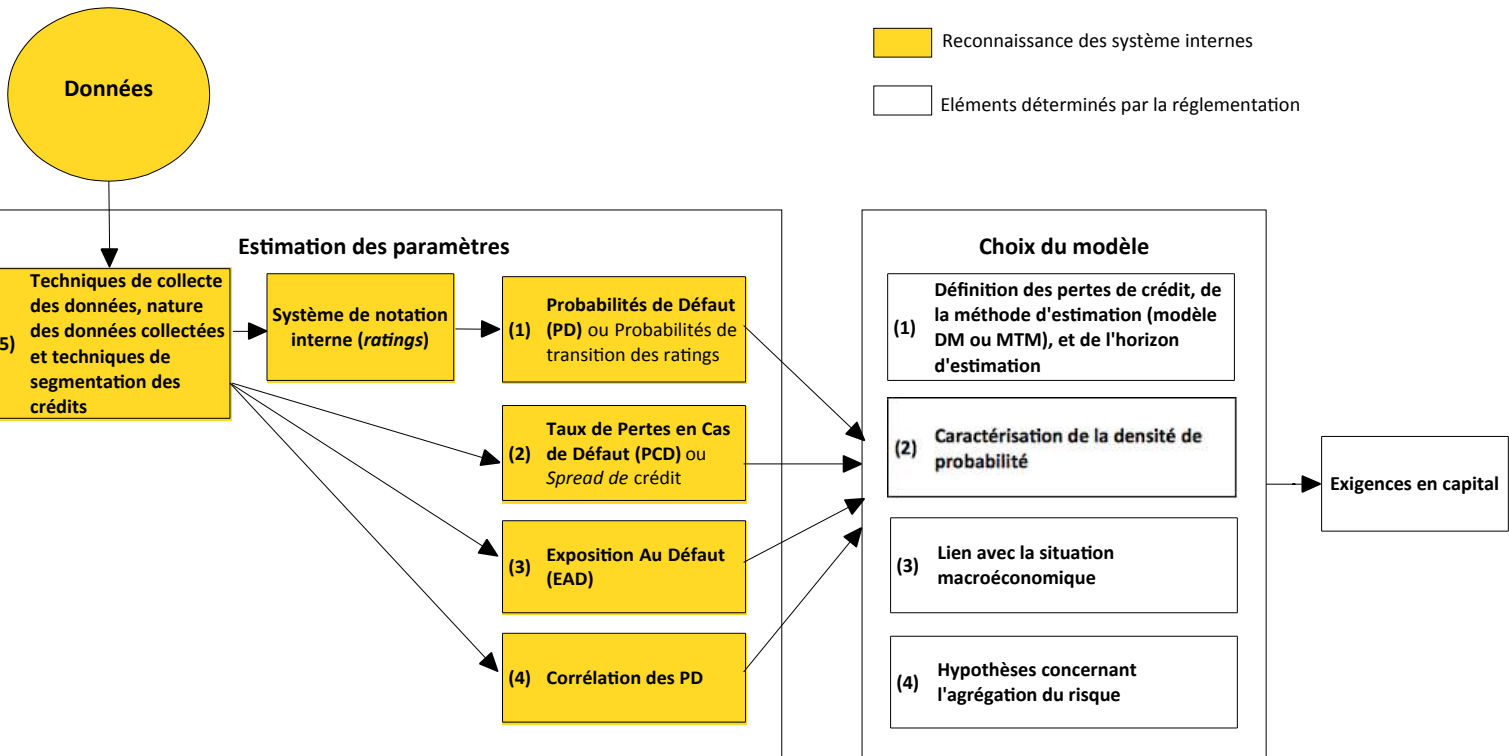 Données
Reconnaissance des système internes
Eléments déterminés par la réglementation
Estimation des paramètres
5)
Techniques de collecte
des données, nature
des données collectées
et techniques de
segmentation des
crédits
Système de notation
interne (ratings)
(1)
Probabilités de Défaut
(PD) ou Probabilités de
transition des ratings
(2)
Taux de Pertes en Cas
de Défaut (PCD) ou
Spread de crédit
(3)
Exposition Au Défaut
(EAD)
(4) Corrélation des PD
Choix du modèle
(1)
Définition des pertes de crédit, de
la méthode d'estimation (modèle
DM ou MTM), et de l'horizon
d'estimation
(2)
Caractérisation de la densité de
probabilité
(3)
Lien avec la situation
macroéconomique
(4)
Hypothèses concernant
l'agrégation du risque
Exigences en capital